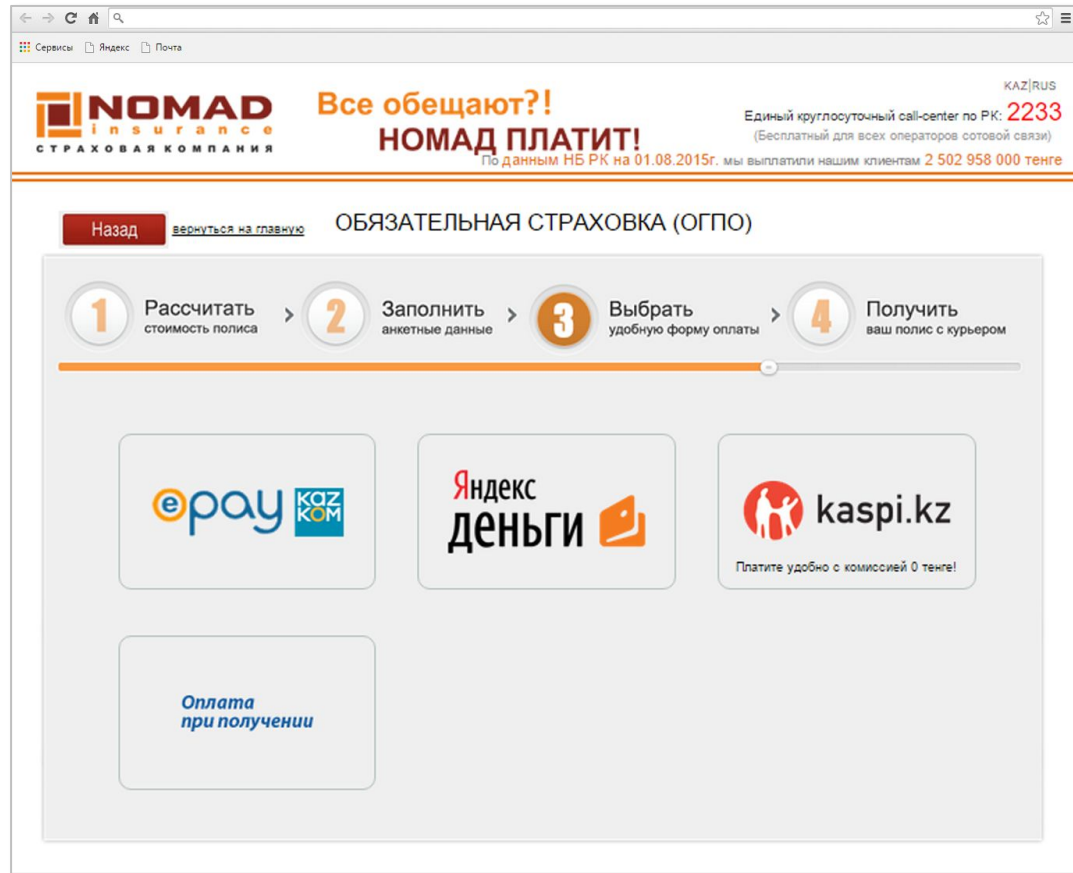 Сервисы Яндекс Почта
KAZ|RUS
NOMAD
insurance
СТРАХОВАЯ КОМПАНИЯ
Все обещают?!
НОМАД ПЛАТИТ!
Единый круглосуточный call-center по РК: 2233
(Бесплатный для всех операторов сотовой связи)
По данным НБ РК на 01.08.2015г. мы выплатили нашим клиентам 2 502 958 000 тенге
Назад вернуться на главную ОБЯЗАТЕЛЬНАЯ СТРАХОВКА (ОГПО)
1 Рассчитать
стоимость полиса
2 Заполнить
анкетные данные
3 Выбрать
удобную форму оплаты
4 Получить
ваш полис с курьером
epay KAZ
KOM
Яндекс
деньги
kaspi.kz
Платите удобно с комиссией 0 тенге!
Оплата
при получении